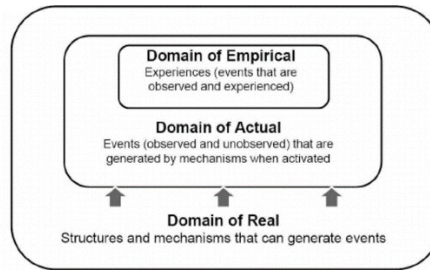 Domain of Empirical
Experiences (events that are
observed and experienced)
Domain of Actual
Events (observed and unobserved) that are
generated by mechanisms when activated
Domain of Real
Structures and mechanisms that can generate events